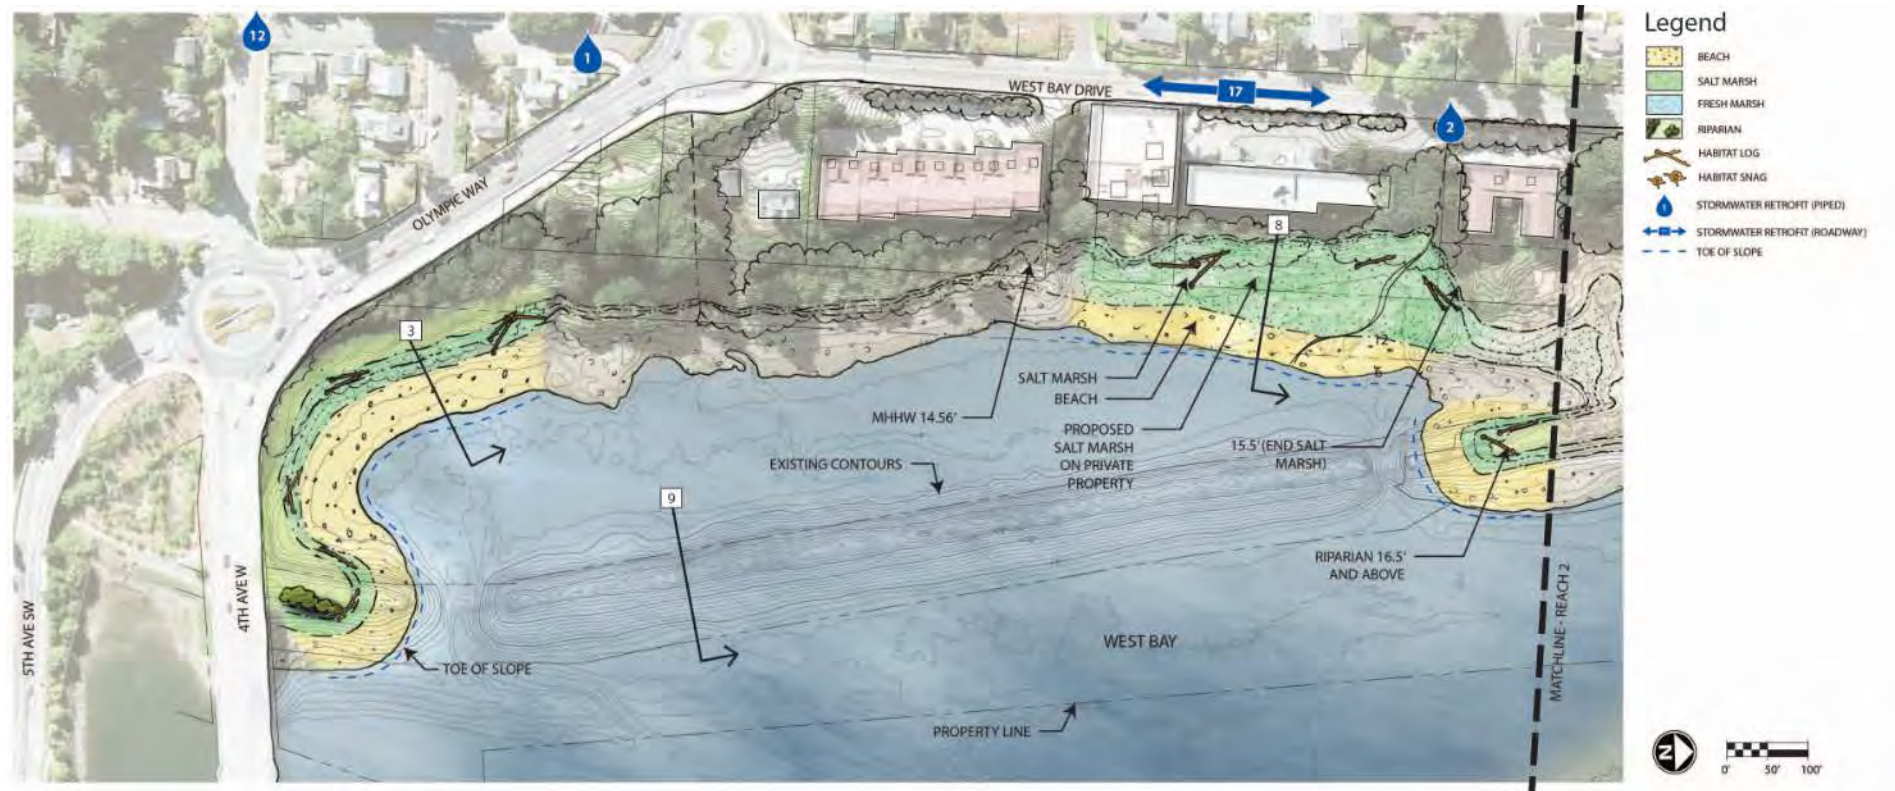 12
1
WEST BAY DRIVE
17
2
OLYMPIC WAY
8
3
12
SALT MARSH
BEACH
MHHW 14.56'
PROPOSED
SALT MARSH
ON PRIVATE
PROPERTY
15.5' (END SALT
MARSH)
EXISTING CONTOURS
9
RIPARIAN 16.5'
AND ABOVE
5TH AVE SW
4TH AVE W
TOE OF SLOPE
WEST BAY
PROPERTY LINE
MATCHLINE - REACH 2
Legend
BEACH
SALT MARSH
FRESH MARSH
RIPARIAN
HABITAT LOG
HABITAT SNAG
STORMWATER RETROFIT (PIPED)
STORMWATER RETROFIT (ROADWAY)
TOE OF SLOPE
N
0' 50' 100'